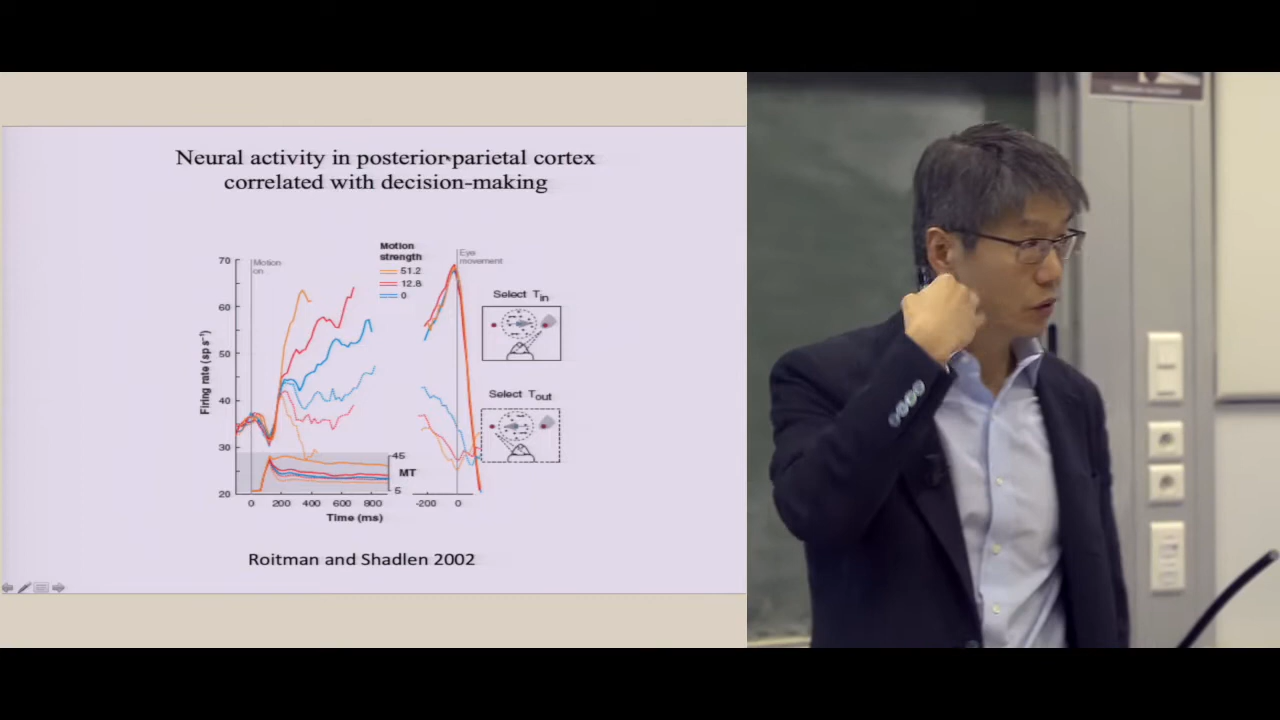 Neural activity in posterior parietal cortex
correlated with decision-making
Motion
strength
51.2
12.8
0
Motion
on
Eye
movement
70
60
50
40
30
20
Firing rate (sp s⁻¹)
Select Tin
Select Tout
45
MT
5
0 200 400 600 800
-200 0
Time (ms)
Roitman and Shadlen 2002